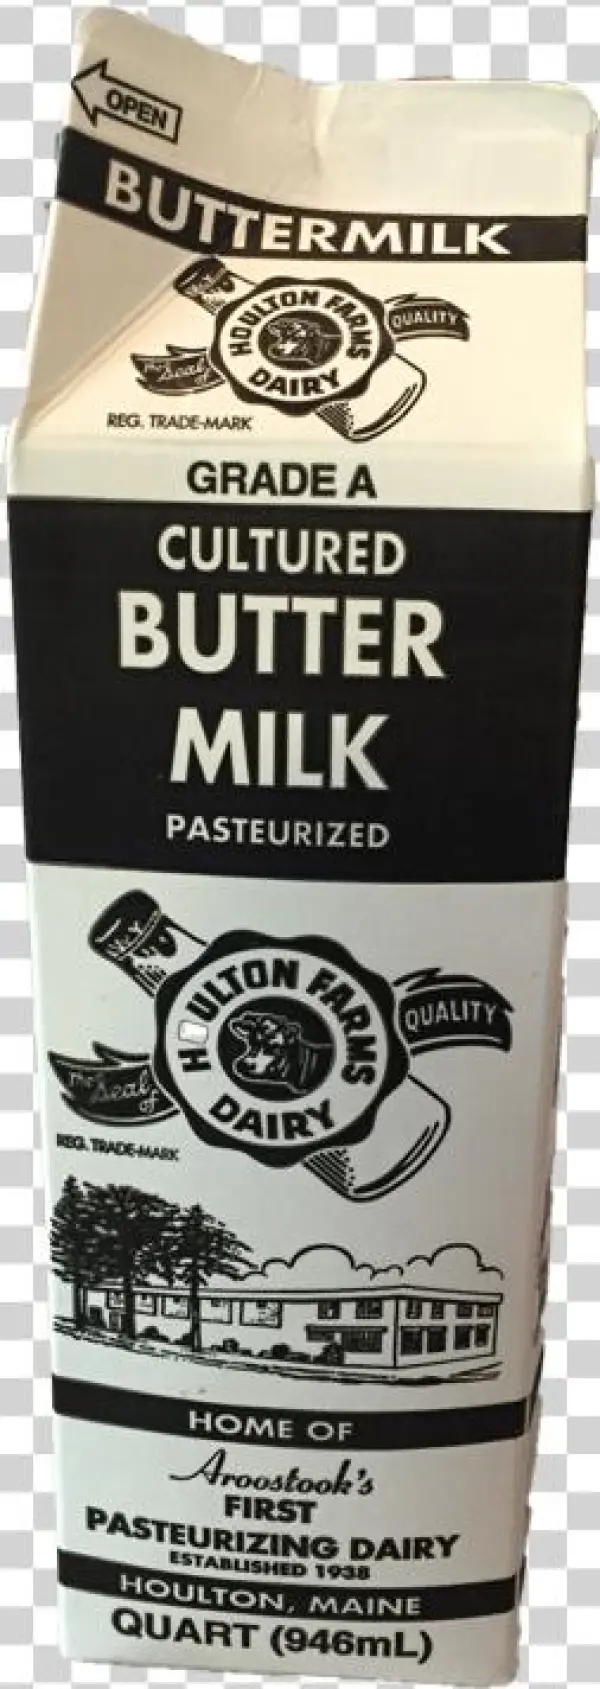 OPEN
BUTTERMILK
HOULTON FARMS
DAIRY
QUALITY
The Seal of
REG. TRADE-MARK
GRADE A
CULTURED
BUTTER
MILK
PASTEURIZED
H ULTON FARMS
DAIRY
QUALITY
The Seal of
REG. TRADE-MARK
HOME OF
Aroostook's
FIRST
PASTEURIZING DAIRY
ESTABLISHED 1938
HOULTON, MAINE
QUART (946mL)